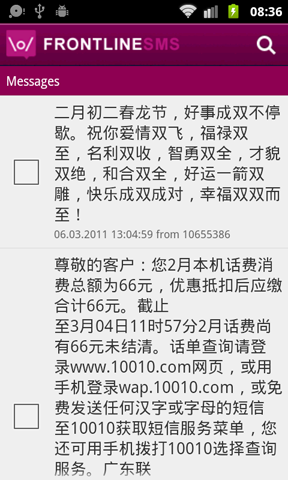 08:36
FRONTLINESMS
Messages
二月初二春龙节，好事成双不停
歇。祝你爱情双飞，福禄双
至，名利双收，智勇双全，才貌
双绝，和合双全，好运一箭双
雕，快乐成双成对，幸福双双而
至！
06.03.2011 13:04:59 from 10655386
尊敬的客户：您2月本机话费消
费总额为66元，优惠抵扣后应缴
合计66元。截止
至3月04日11时57分2月话费尚
有66元未结清。话单查询请登
录www.10010.com网页，或用
手机登录wap.10010.com，或免
费发送任何汉字或字母的短信
至10010获取短信服务菜单，您
还可用手机拨打10010选择查询
服务。广东联